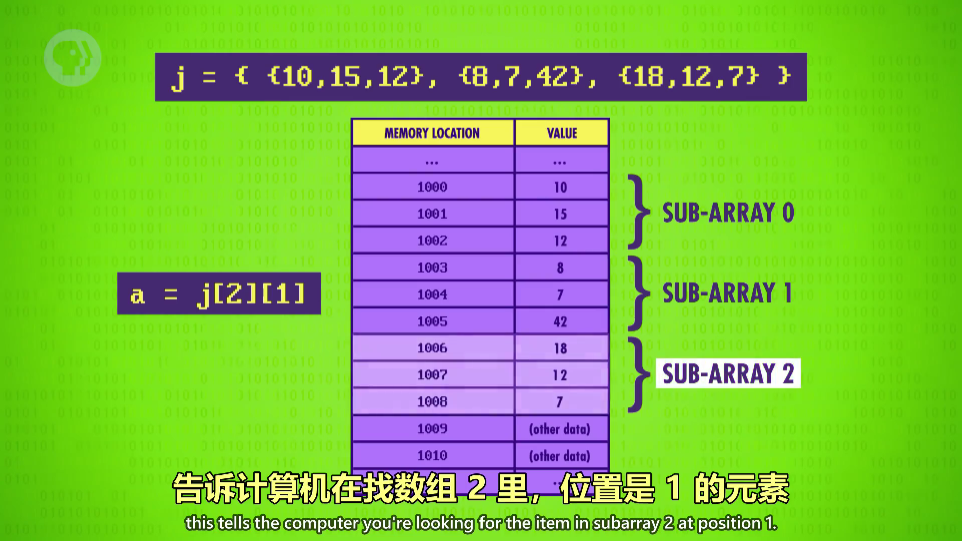 j = { {10,15,12}, {8,7,42}, {18,12,7} }
MEMORY LOCATION VALUE
... ...
1000 10
1001 15
1002 12
SUB-ARRAY 0
1003 8
1004 7
1005 42
SUB-ARRAY 1
a = j[2][1]
1006 18
1007 12
1008 7
SUB-ARRAY 2
1009 (other data)
1010 (other data)
...
告诉计算机在找数组 2 里，位置是 1 的元素
this tells the computer you're looking for the item in subarray 2 at position 1.